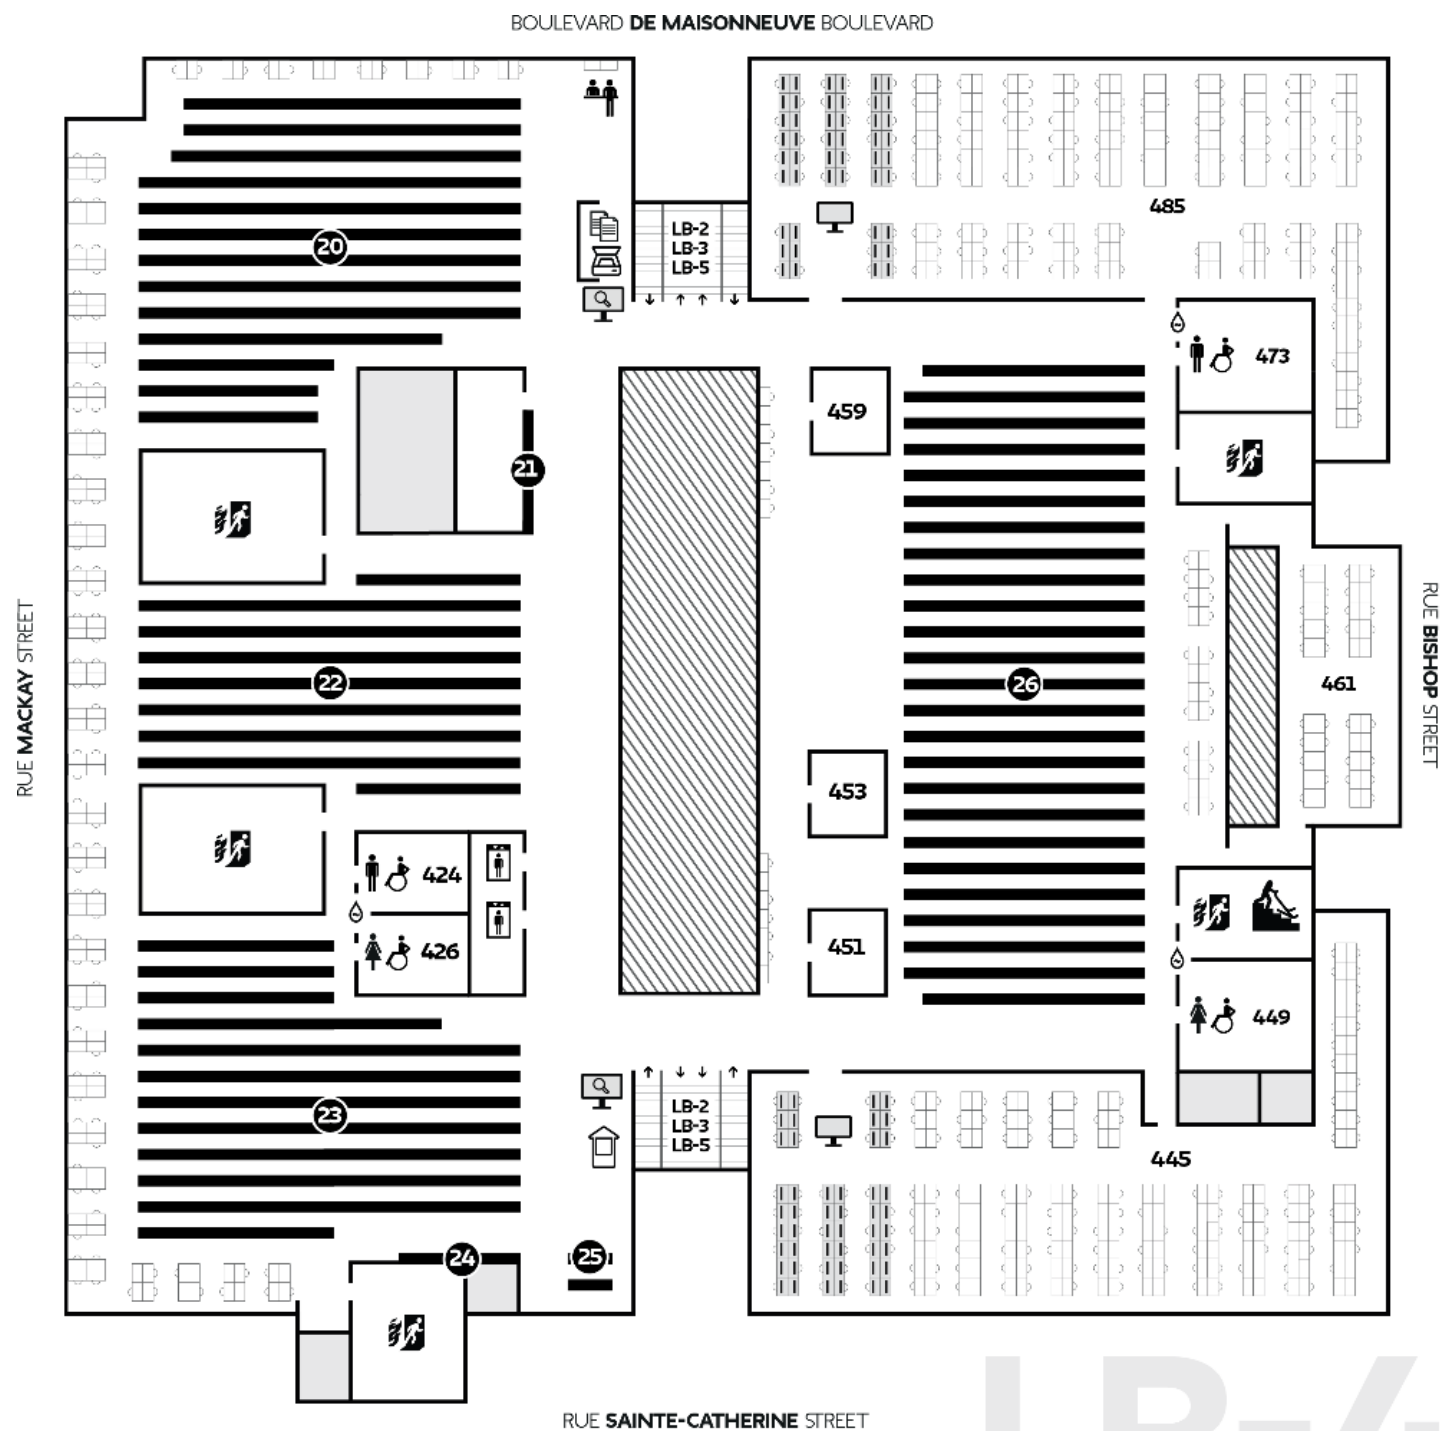 BOULEVARD DE MAISONNEUVE BOULEVARD
485
LB-2
LB-3
LB-5
20
473
459
21
RUE MACKAY STREET
22
26
461
RUE BISHOP STREET
453
424
426
451
449
23
LB-2
LB-3
LB-5
445
24
25
RUE SAINTE-CATHERINE STREET
LB-4